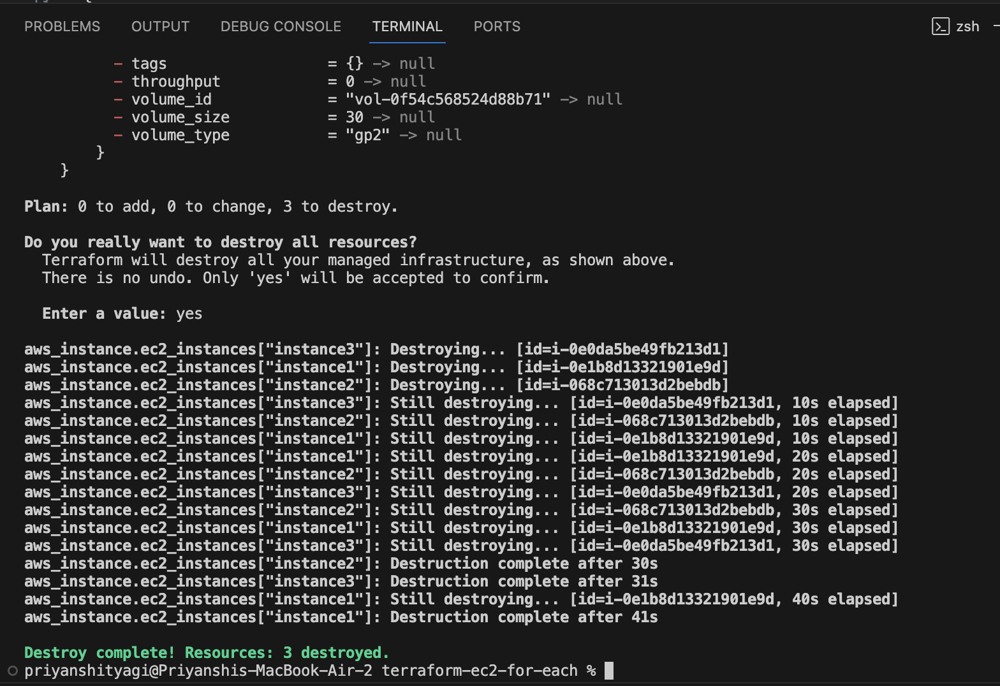 PROBLEMS OUTPUT DEBUG CONSOLE TERMINAL PORTS zsh
- tags = {} -> null
- throughput = 0 -> null
- volume_id = "vol-0f54c568524d88b71" -> null
- volume_size = 30 -> null
- volume_type = "gp2" -> null
}
}
Plan: 0 to add, 0 to change, 3 to destroy.
Do you really want to destroy all resources?
Terraform will destroy all your managed infrastructure, as shown above.
There is no undo. Only 'yes' will be accepted to confirm.
Enter a value: yes
aws_instance.ec2_instances["instance3"]: Destroying... [id=i-0e0da5be49fb213d1]
aws_instance.ec2_instances["instance1"]: Destroying... [id=i-0e1b8d13321901e9d]
aws_instance.ec2_instances["instance2"]: Destroying... [id=i-068c713013d2bebdb]
aws_instance.ec2_instances["instance3"]: Still destroying... [id=i-0e0da5be49fb213d1, 10s elapsed]
aws_instance.ec2_instances["instance2"]: Still destroying... [id=i-068c713013d2bebdb, 10s elapsed]
aws_instance.ec2_instances["instance1"]: Still destroying... [id=i-0e1b8d13321901e9d, 10s elapsed]
aws_instance.ec2_instances["instance1"]: Still destroying... [id=i-0e1b8d13321901e9d, 20s elapsed]
aws_instance.ec2_instances["instance2"]: Still destroying... [id=i-068c713013d2bebdb, 20s elapsed]
aws_instance.ec2_instances["instance3"]: Still destroying... [id=i-0e0da5be49fb213d1, 20s elapsed]
aws_instance.ec2_instances["instance2"]: Still destroying... [id=i-068c713013d2bebdb, 30s elapsed]
aws_instance.ec2_instances["instance1"]: Still destroying... [id=i-0e1b8d13321901e9d, 30s elapsed]
aws_instance.ec2_instances["instance3"]: Still destroying... [id=i-0e0da5be49fb213d1, 30s elapsed]
aws_instance.ec2_instances["instance2"]: Destruction complete after 30s
aws_instance.ec2_instances["instance3"]: Destruction complete after 31s
aws_instance.ec2_instances["instance1"]: Still destroying... [id=i-0e1b8d13321901e9d, 40s elapsed]
aws_instance.ec2_instances["instance1"]: Destruction complete after 41s
Destroy complete! Resources: 3 destroyed.
priyanshityagi@Priyanshis-MacBook-Air-2 terraform-ec2-for-each %